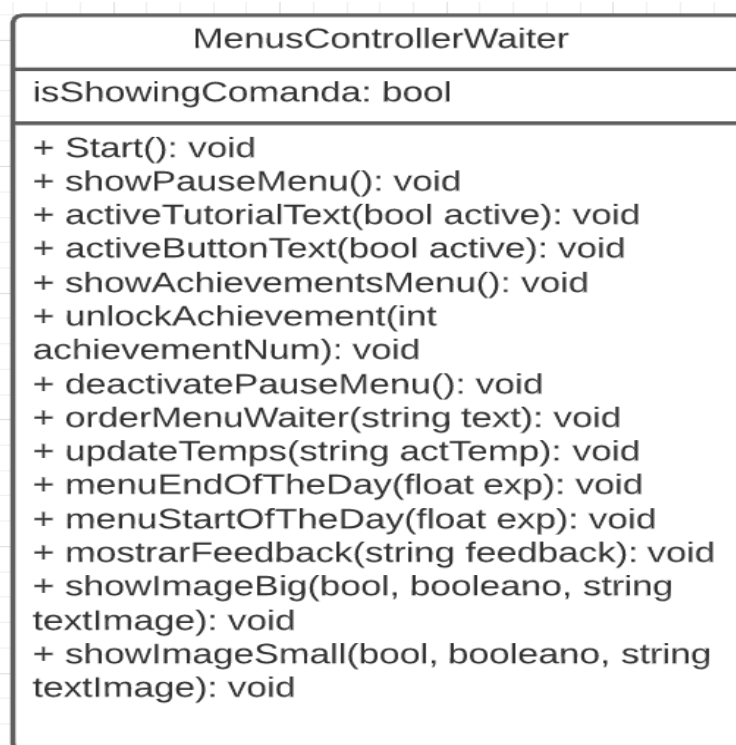 MenusControllerWaiter
isShowingComanda: bool
+ Start(): void
+ showPauseMenu(): void
+ activeTutorialText(bool active): void
+ activeButtonText(bool active): void
+ showAchievementsMenu(): void
+ unlockAchievement(int
achievementNum): void
+ deactivatePauseMenu(): void
+ orderMenuWaiter(string text): void
+ updateTemps(string actTemp): void
+ menuEndOfTheDay(float exp): void
+ menuStartOfTheDay(float exp): void
+ mostrarFeedback(string feedback): void
+ showImageBig(bool, booleano, string
textImage): void
+ showImageSmall(bool, booleano, string
textImage): void